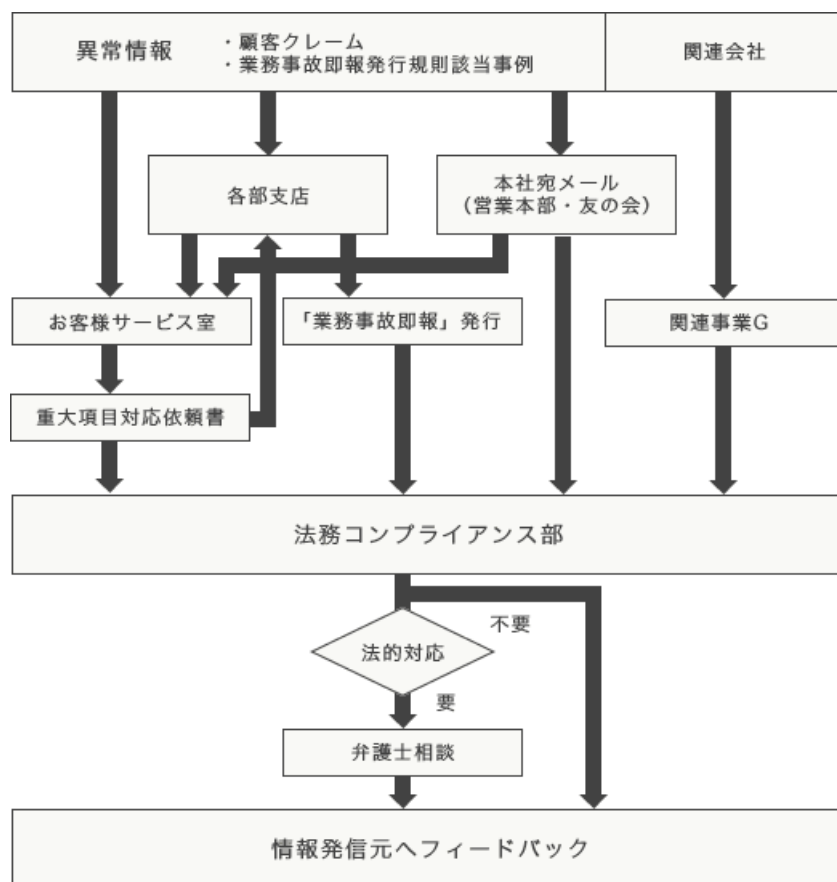 異常情報
・顧客クレーム
・業務事故即報発行規則該当事例
関連会社
各部支店
本社宛メール
(営業本部・友の会)
お客様サービス室
「業務事故即報」発行
関連事業G
重大項目対応依頼書
法務コンプライアンス部
不要
法的対応
要
弁護士相談
情報発信元へフィードバック